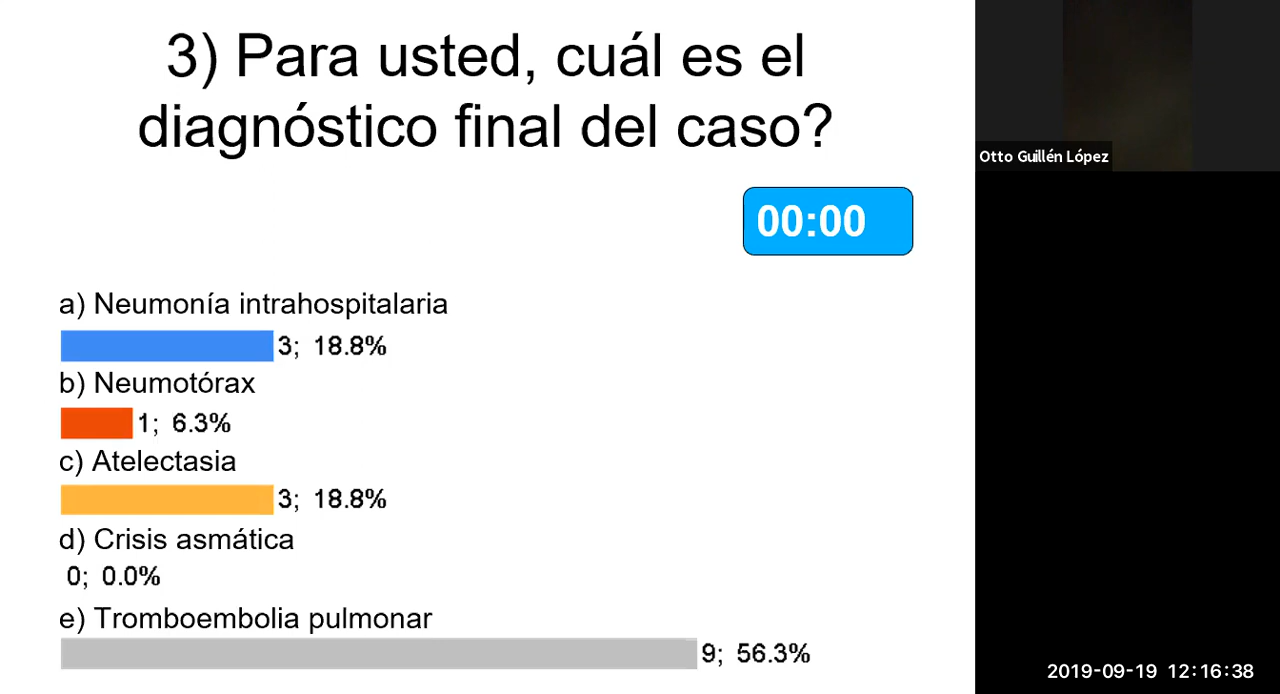 3) Para usted, cuál es el
diagnóstico final del caso?
00:00
a) Neumonía intrahospitalaria
3; 18.8%
b) Neumotórax
1; 6.3%
c) Atelectasia
3; 18.8%
d) Crisis asmática
0; 0.0%
e) Tromboembolia pulmonar
9; 56.3%
Otto Guillén López
2019-09-19 12:16:38